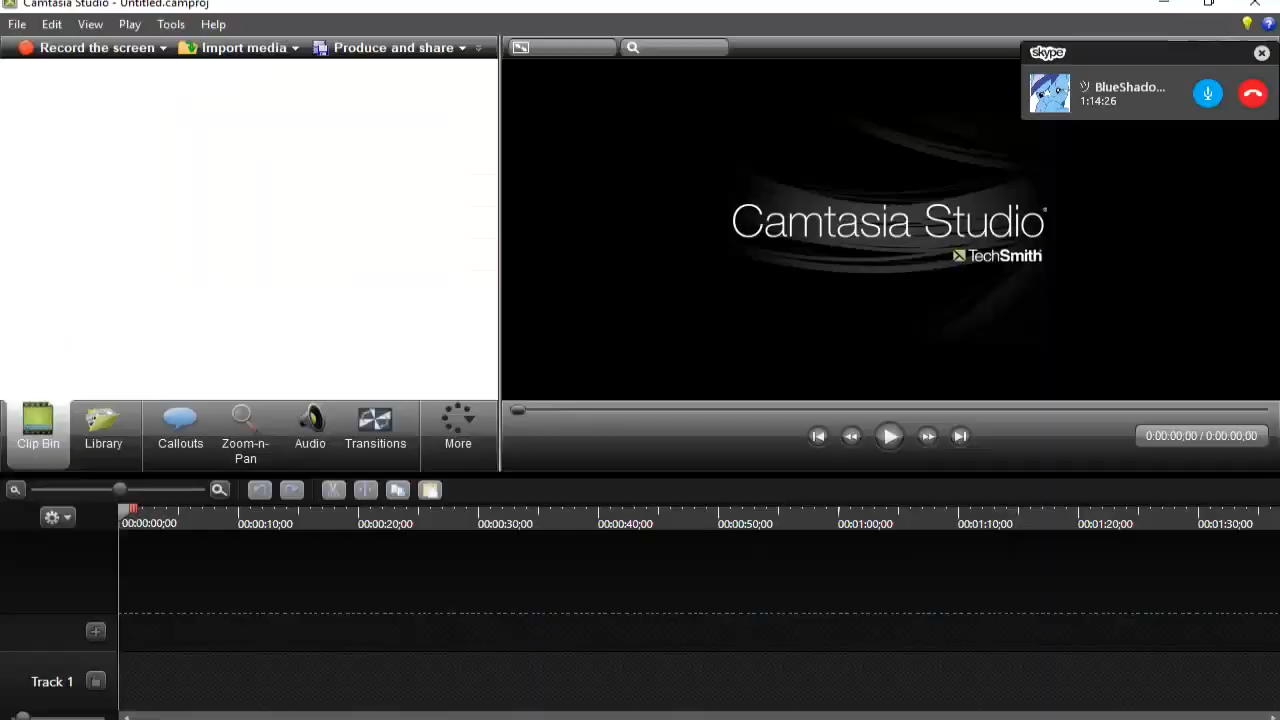 Camtasia Studio - Untitled.camproj
File Edit View Play Tools Help
Record the screen Import media Produce and share
skype
BlueShado...
1:14:26
Camtasia Studio
TechSmith
Clip Bin Library Callouts Zoom-n-Pan Audio Transitions More
0:00:00;00 / 0:00:00;00
00:00:00;00 00:00:10;00 00:00:20;00 00:00:30;00 00:00:40;00 00:00:50;00 00:01:00;00 00:01:10;00 00:01:20;00 00:01:30;00
Track 1